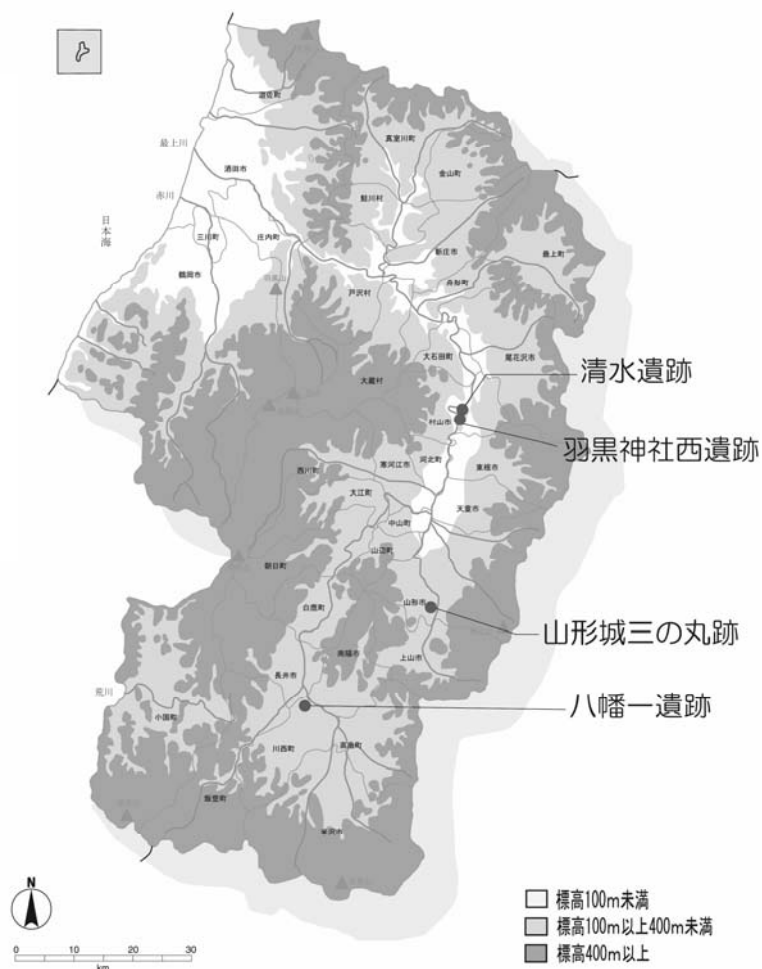 遊佐町
真室川町
最上川
金山町
酒田市
鮭川村
赤川
日本海
三川町
庄内町
新庄市
最上町
鶴岡市
舟形町
戸沢村
大石田町
尾花沢市
大蔵村
清水遺跡
村山市
羽黒神社西遺跡
西川町
寒河江市
河北町
東根市
大江町
天童市
中山町
山辺町
朝日町
白鷹町
山形市
山形城三の丸跡
南陽市
上山市
長井市
荒川
八幡一遺跡
小国町
川西町
高畠町
飯豊町
米沢市
N
標高100m未満
標高100m以上400m未満
標高400m以上
0 10 20 30
km